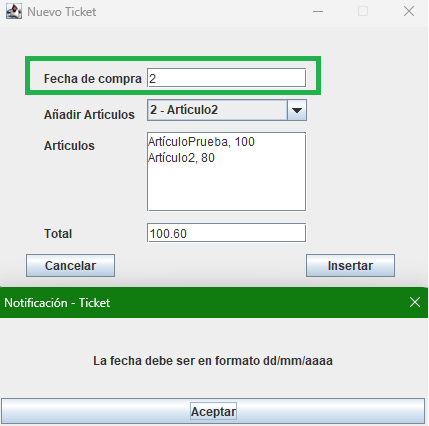 Nuevo Ticket
Fecha de compra 2
Añadir Artículos 2 - Artículo2
Artículos
ArtículoPrueba, 100
Artículo2, 80
Total 100.60
Cancelar Insertar
Notificación - Ticket
La fecha debe ser en formato dd/mm/aaaa
Aceptar